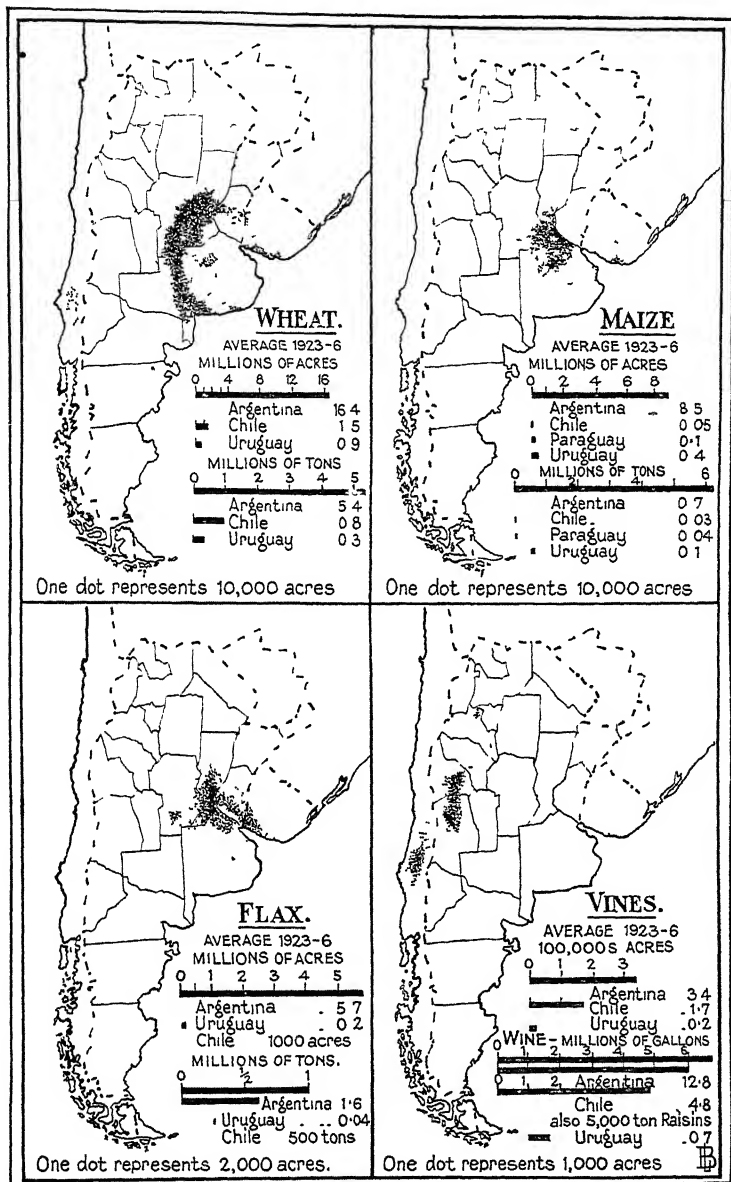 WHEAT.
AVERAGE 1923-6
MILLIONS OF ACRES
0 4 8 12 16
Argentina 16 4
Chile 1 5
Uruguay 0 9
MILLIONS OF TONS
0 1 2 3 4 5
Argentina 5 4
Chile 0 8
Uruguay 0 3
One dot represents 10,000 acres
MAIZE
AVERAGE 1923-6
MILLIONS OF ACRES
0 2 4 6 8
Argentina 8 5
Chile 0 05
Paraguay 0·1
Uruguay 0 4
MILLIONS OF TONS
0 2 4 6
Argentina 0 7
Chile. 0 03
Paraguay 0 04
Uruguay 0 1
One dot represents 10,000 acres
FLAX.
AVERAGE 1923-6
MILLIONS OF ACRES
0 1 2 3 4 5
Argentina . 5 7
Uruguay . 0 2
Chile 1000 acres
MILLIONS OF TONS.
0 ½ 1
Argentina 1·6
Uruguay . .. 0·04
Chile 500 tons
One dot represents 2,000 acres.
VINES.
AVERAGE 1923-6
100,000S ACRES
0 1 2 3
Argentina 3 4
Chile . 1·7
Uruguay .0·2
WINE - MILLIONS OF GALLONS
0 1 2 3 4 5 6
0 1 2 Argentina 12.8
Chile 4.8
also 5,000 ton Raisins
Uruguay .0 7
One dot represents 1,000 acres